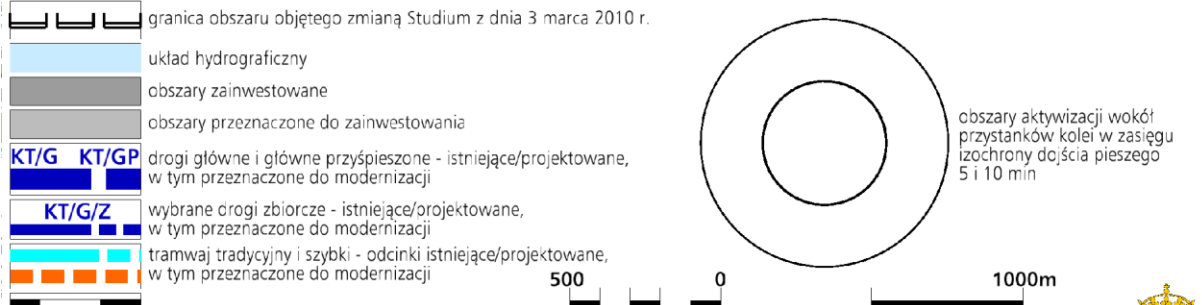 granica obszaru objętego zmianą Studium z dnia 3 marca 2010 r.
układ hydrograficzny
obszary zainwestowane
obszary przeznaczone do zainwestowania
KT/G KT/GP
drogi główne i główne przyśpieszone - istniejące/projektowane,
w tym przeznaczone do modernizacji
KT/G/Z
wybrane drogi zbiorcze - istniejące/projektowane,
w tym przeznaczone do modernizacji
tramwaj tradycyjny i szybki - odcinki istniejące/projektowane,
w tym przeznaczone do modernizacji
obszary aktywizacji wokół
przystanków kolei w zasięgu
izochrony dojścia pieszego
5 i 10 min
500 0 1000m